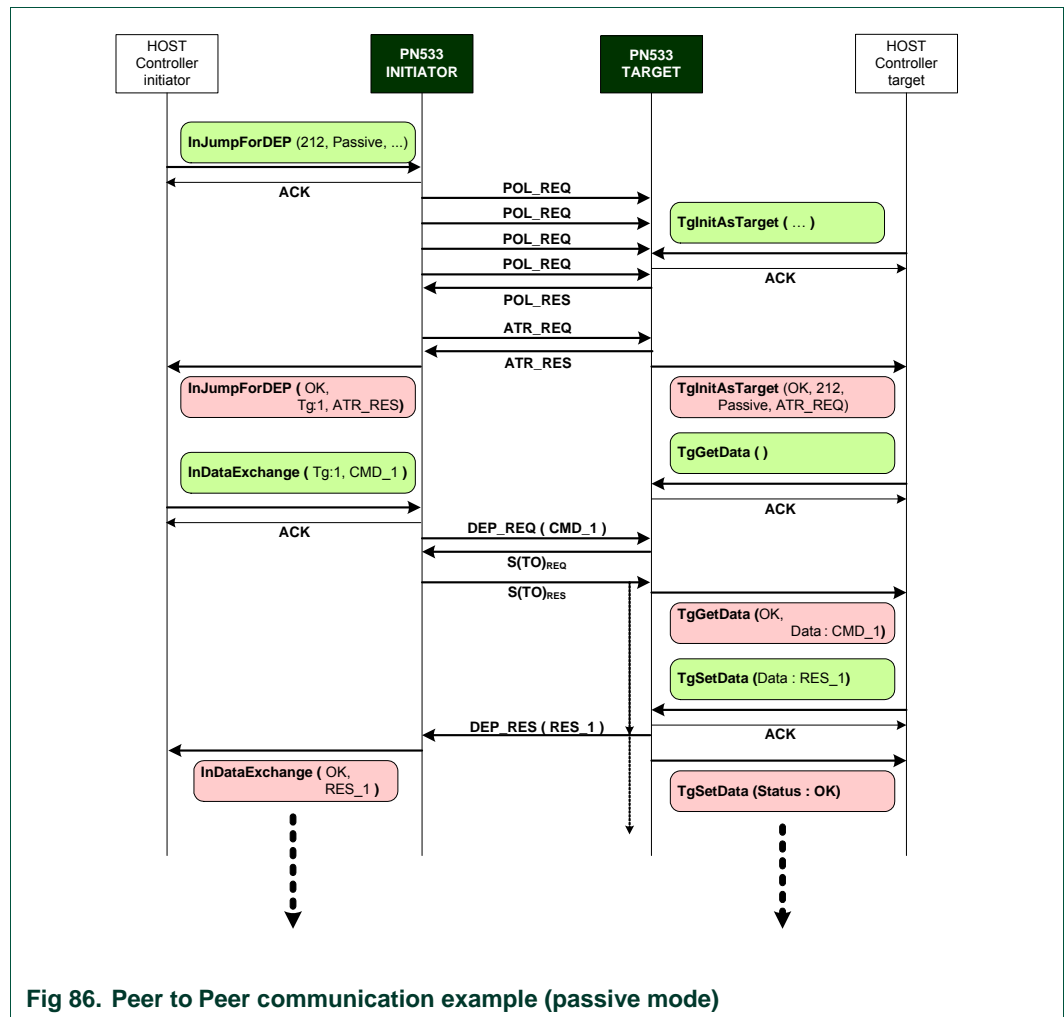 HOST
Controller
initiator
PN533
INITIATOR
PN533
TARGET
HOST
Controller
target
InJumpForDEP (212, Passive, ...)
ACK
POL_REQ
POL_REQ
POL_REQ
POL_REQ
POL_RES
TgInitAsTarget ( ... )
ACK
ATR_REQ
ATR_RES
InJumpForDEP ( OK,
Tg:1, ATR_RES)
TgInitAsTarget (OK, 212,
Passive, ATR_REQ)
TgGetData ( )
InDataExchange ( Tg:1, CMD_1 )
ACK
ACK
DEP_REQ ( CMD_1 )
S(TO)REQ
S(TO)RES
TgGetData (OK,
Data : CMD_1)
TgSetData (Data : RES_1)
DEP_RES ( RES_1 )
ACK
InDataExchange ( OK,
RES_1 )
TgSetData (Status : OK)
Fig 86. Peer to Peer communication example (passive mode)